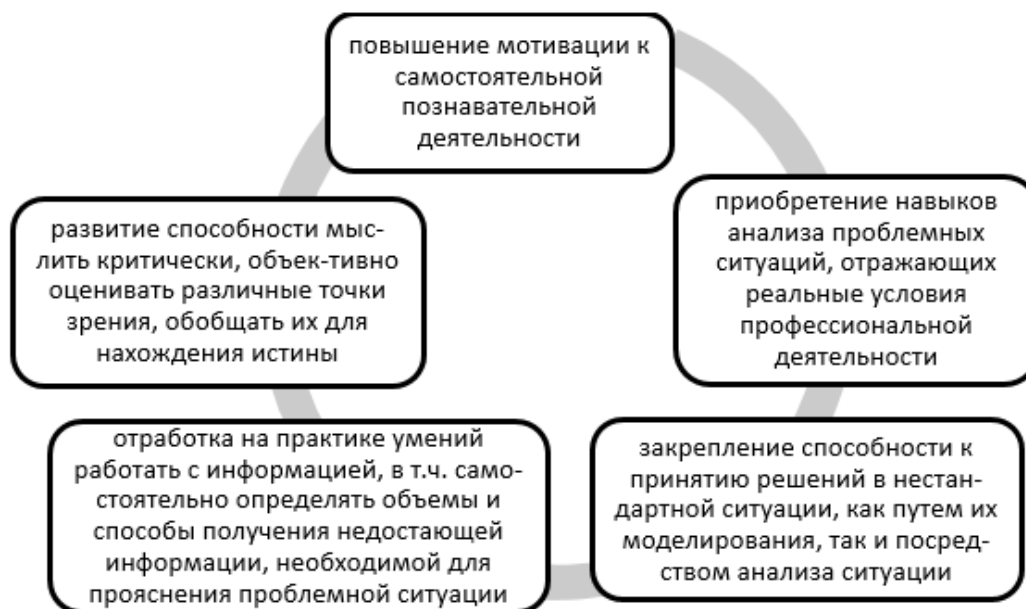 повышение мотивации к
самостоятельной
познавательной
деятельности
приобретение навыков
анализа проблемных
ситуаций, отражающих
реальные условия
профессиональной
деятельности
закрепление способности к
принятию решений в нестан-
дартной ситуации, как путем их
моделирования, так и посред-
ством анализа ситуации
отработка на практике умений
работать с информацией, в т.ч. само-
стоятельно определять объемы и
способы получения недостающей
информации, необходимой для
прояснения проблемной ситуации
развитие способности мыс-
лить критически, объек-тивно
оценивать различные точки
зрения, обобщать их для
нахождения истины